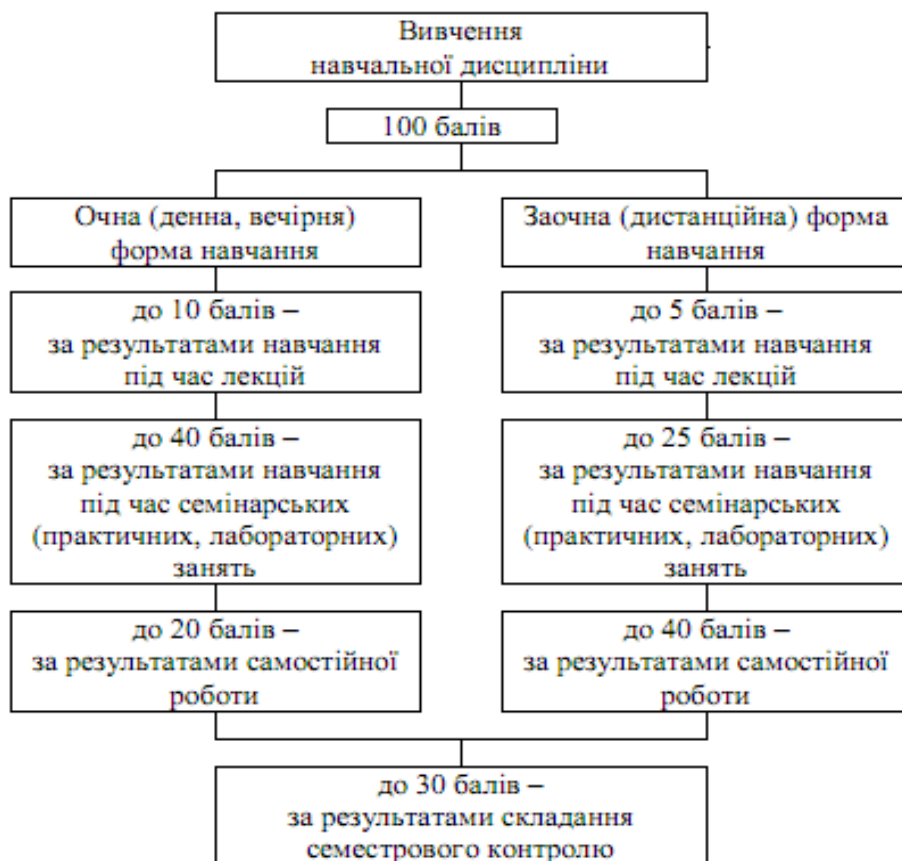 Вивчення
навчальної дисципліни
100 балів
Очна (денна, вечірня)
форма навчання
до 10 балів –
за результатами навчання
під час лекцій
до 40 балів –
за результатами навчання
під час семінарських
(практичних, лабораторних)
занять
до 20 балів –
за результатами самостійної
роботи
Заочна (дистанційна) форма
навчання
до 5 балів –
за результатами навчання
під час лекцій
до 25 балів –
за результатами навчання
під час семінарських
(практичних, лабораторних)
занять
до 40 балів –
за результатами самостійної
роботи
до 30 балів –
за результатами складання
семестрового контролю